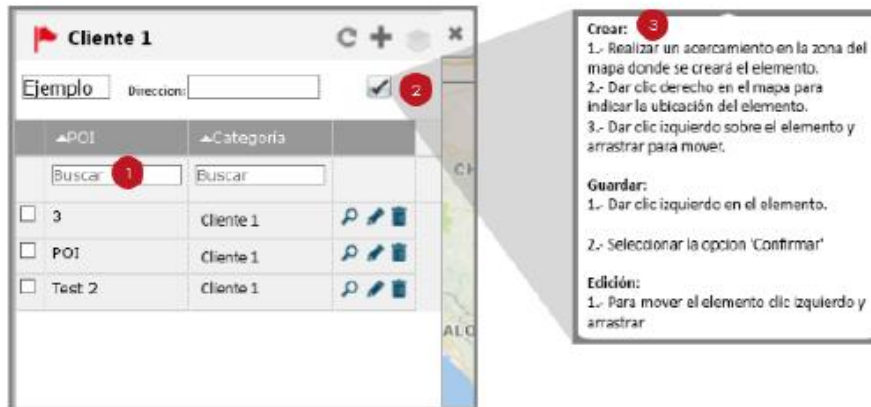 Cliente 1
Ejemplo Direccion:
2
POI Categoría
Buscar 1 Buscar
3 Cliente 1
POI Cliente 1
Test 2 Cliente 1
CH
ALO
Crear: 3
1.- Realizar un acercamiento en la zona del
mapa donde se creará el elemento.
2.- Dar clic derecho en el mapa para
indicar la ubicación del elemento.
3.- Dar clic izquierdo sobre el elemento y
arrastrar para mover.
Guardar:
1.- Dar clic izquierdo en el elemento.
2.- Seleccionar la opcion 'Confirmar'
Edición:
1.- Para mover el elemento clic izquierdo y
arrastrar